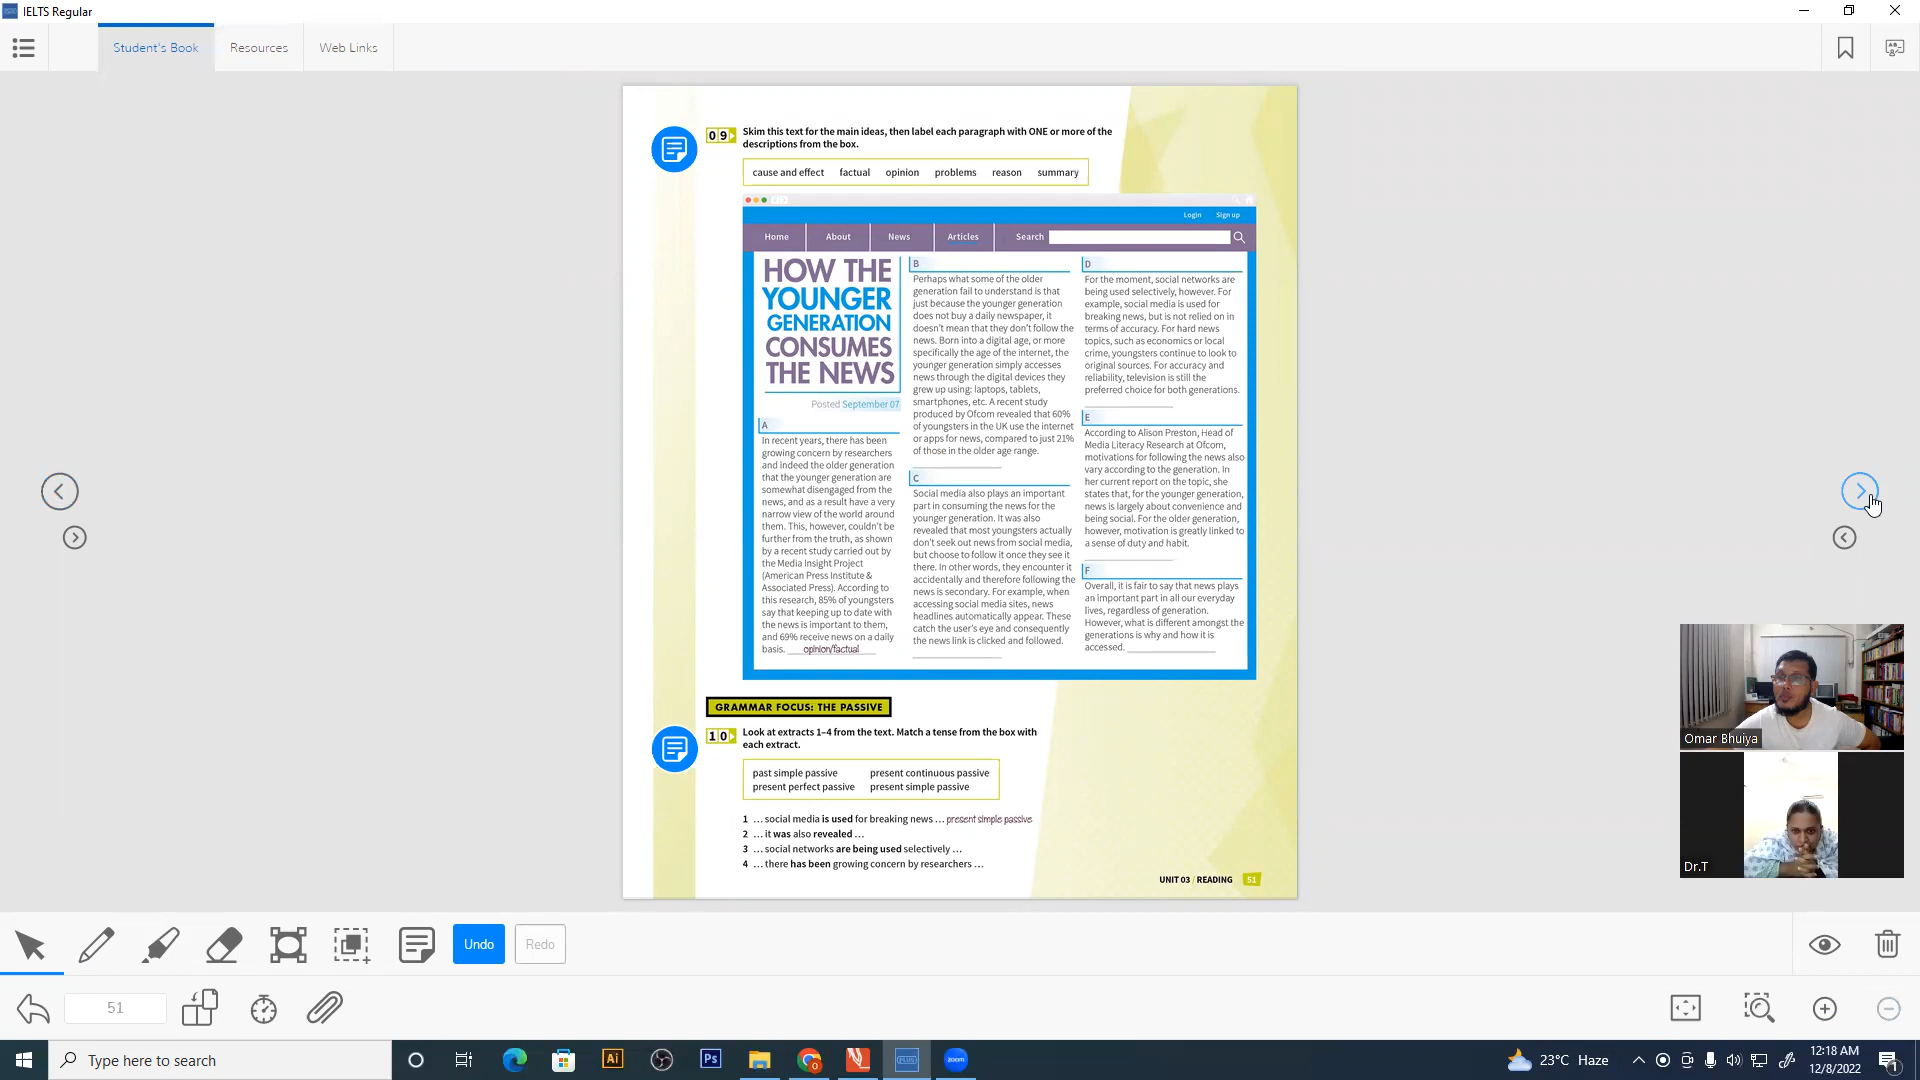 IELTS Regular
Student's Book
Resources
Web Links
09
Skim this text for the main ideas, then label each paragraph with ONE or more of the
descriptions from the box.
cause and effect factual opinion problems reason summary
Login Sign up
Home About News Articles Search
HOW THE
YOUNGER
GENERATION
CONSUMES
THE NEWS
Posted September 07
A
In recent years, there has been
growing concern by researchers
and indeed the older generation
that the younger generation are
somewhat disengaged from the
news, and as a result have a very
narrow view of the world around
them. This, however, couldn't be
further from the truth, as shown
by a recent study carried out by
the Media Insight Project
(American Press Institute &
Associated Press). According to
this research, 85% of youngsters
say that keeping up to date with
the news is important to them,
and 69% receive news on a daily
basis. opinion/factual
B
Perhaps what some of the older
generation fail to understand is that
just because the younger generation
does not buy a daily newspaper, it
doesn't mean that they don't follow the
news. Born into a digital age, or more
specifically the age of the internet, the
younger generation simply accesses
news through the digital devices they
grew up using: laptops, tablets,
smartphones, etc. A recent study
produced by Ofcom revealed that 60%
of youngsters in the UK use the internet
or apps for news, compared to just 21%
of those in the older age range.
C
Social media also plays an important
part in consuming the news for the
younger generation. It was also
revealed that most youngsters actually
don't seek out news from social media,
but choose to follow it once they see it
there. In other words, they encounter it
accidentally and therefore following the
news is secondary. For example, when
accessing social media sites, news
headlines automatically appear. These
catch the user's eye and consequently
the news link is clicked and followed.
D
For the moment, social networks are
being used selectively, however. For
example, social media is used for
breaking news, but is not relied on in
terms of accuracy. For hard news
topics, such as economics or local
crime, youngsters continue to look to
original sources. For accuracy and
reliability, television is still the
preferred choice for both generations.
E
According to Alison Preston, Head of
Media Literacy Research at Ofcom,
motivations for following the news also
vary according to the generation. In
her current report on the topic, she
states that, for the younger generation,
news is largely about convenience and
being social. For the older generation,
however, motivation is greatly linked to
a sense of duty and habit.
F
Overall, it is fair to say that news plays
an important part in all our everyday
lives, regardless of generation.
However, what is different amongst the
generations is why and how it is
accessed.
GRAMMAR FOCUS: THE PASSIVE
10
Look at extracts 1–4 from the text. Match a tense from the box with
each extract.
past simple passive present continuous passive
present perfect passive present simple passive
1 … social media is used for breaking news … present simple passive
2 … it was also revealed …
3 … social networks are being used selectively …
4 … there has been growing concern by researchers …
UNIT 03 / READING 51
Omar Bhuiya
Dr.T
Undo
Redo
51
Type here to search
Ai
Ps
PLUS
zoom
23°C Haze
12:18 AM
12/8/2022
1